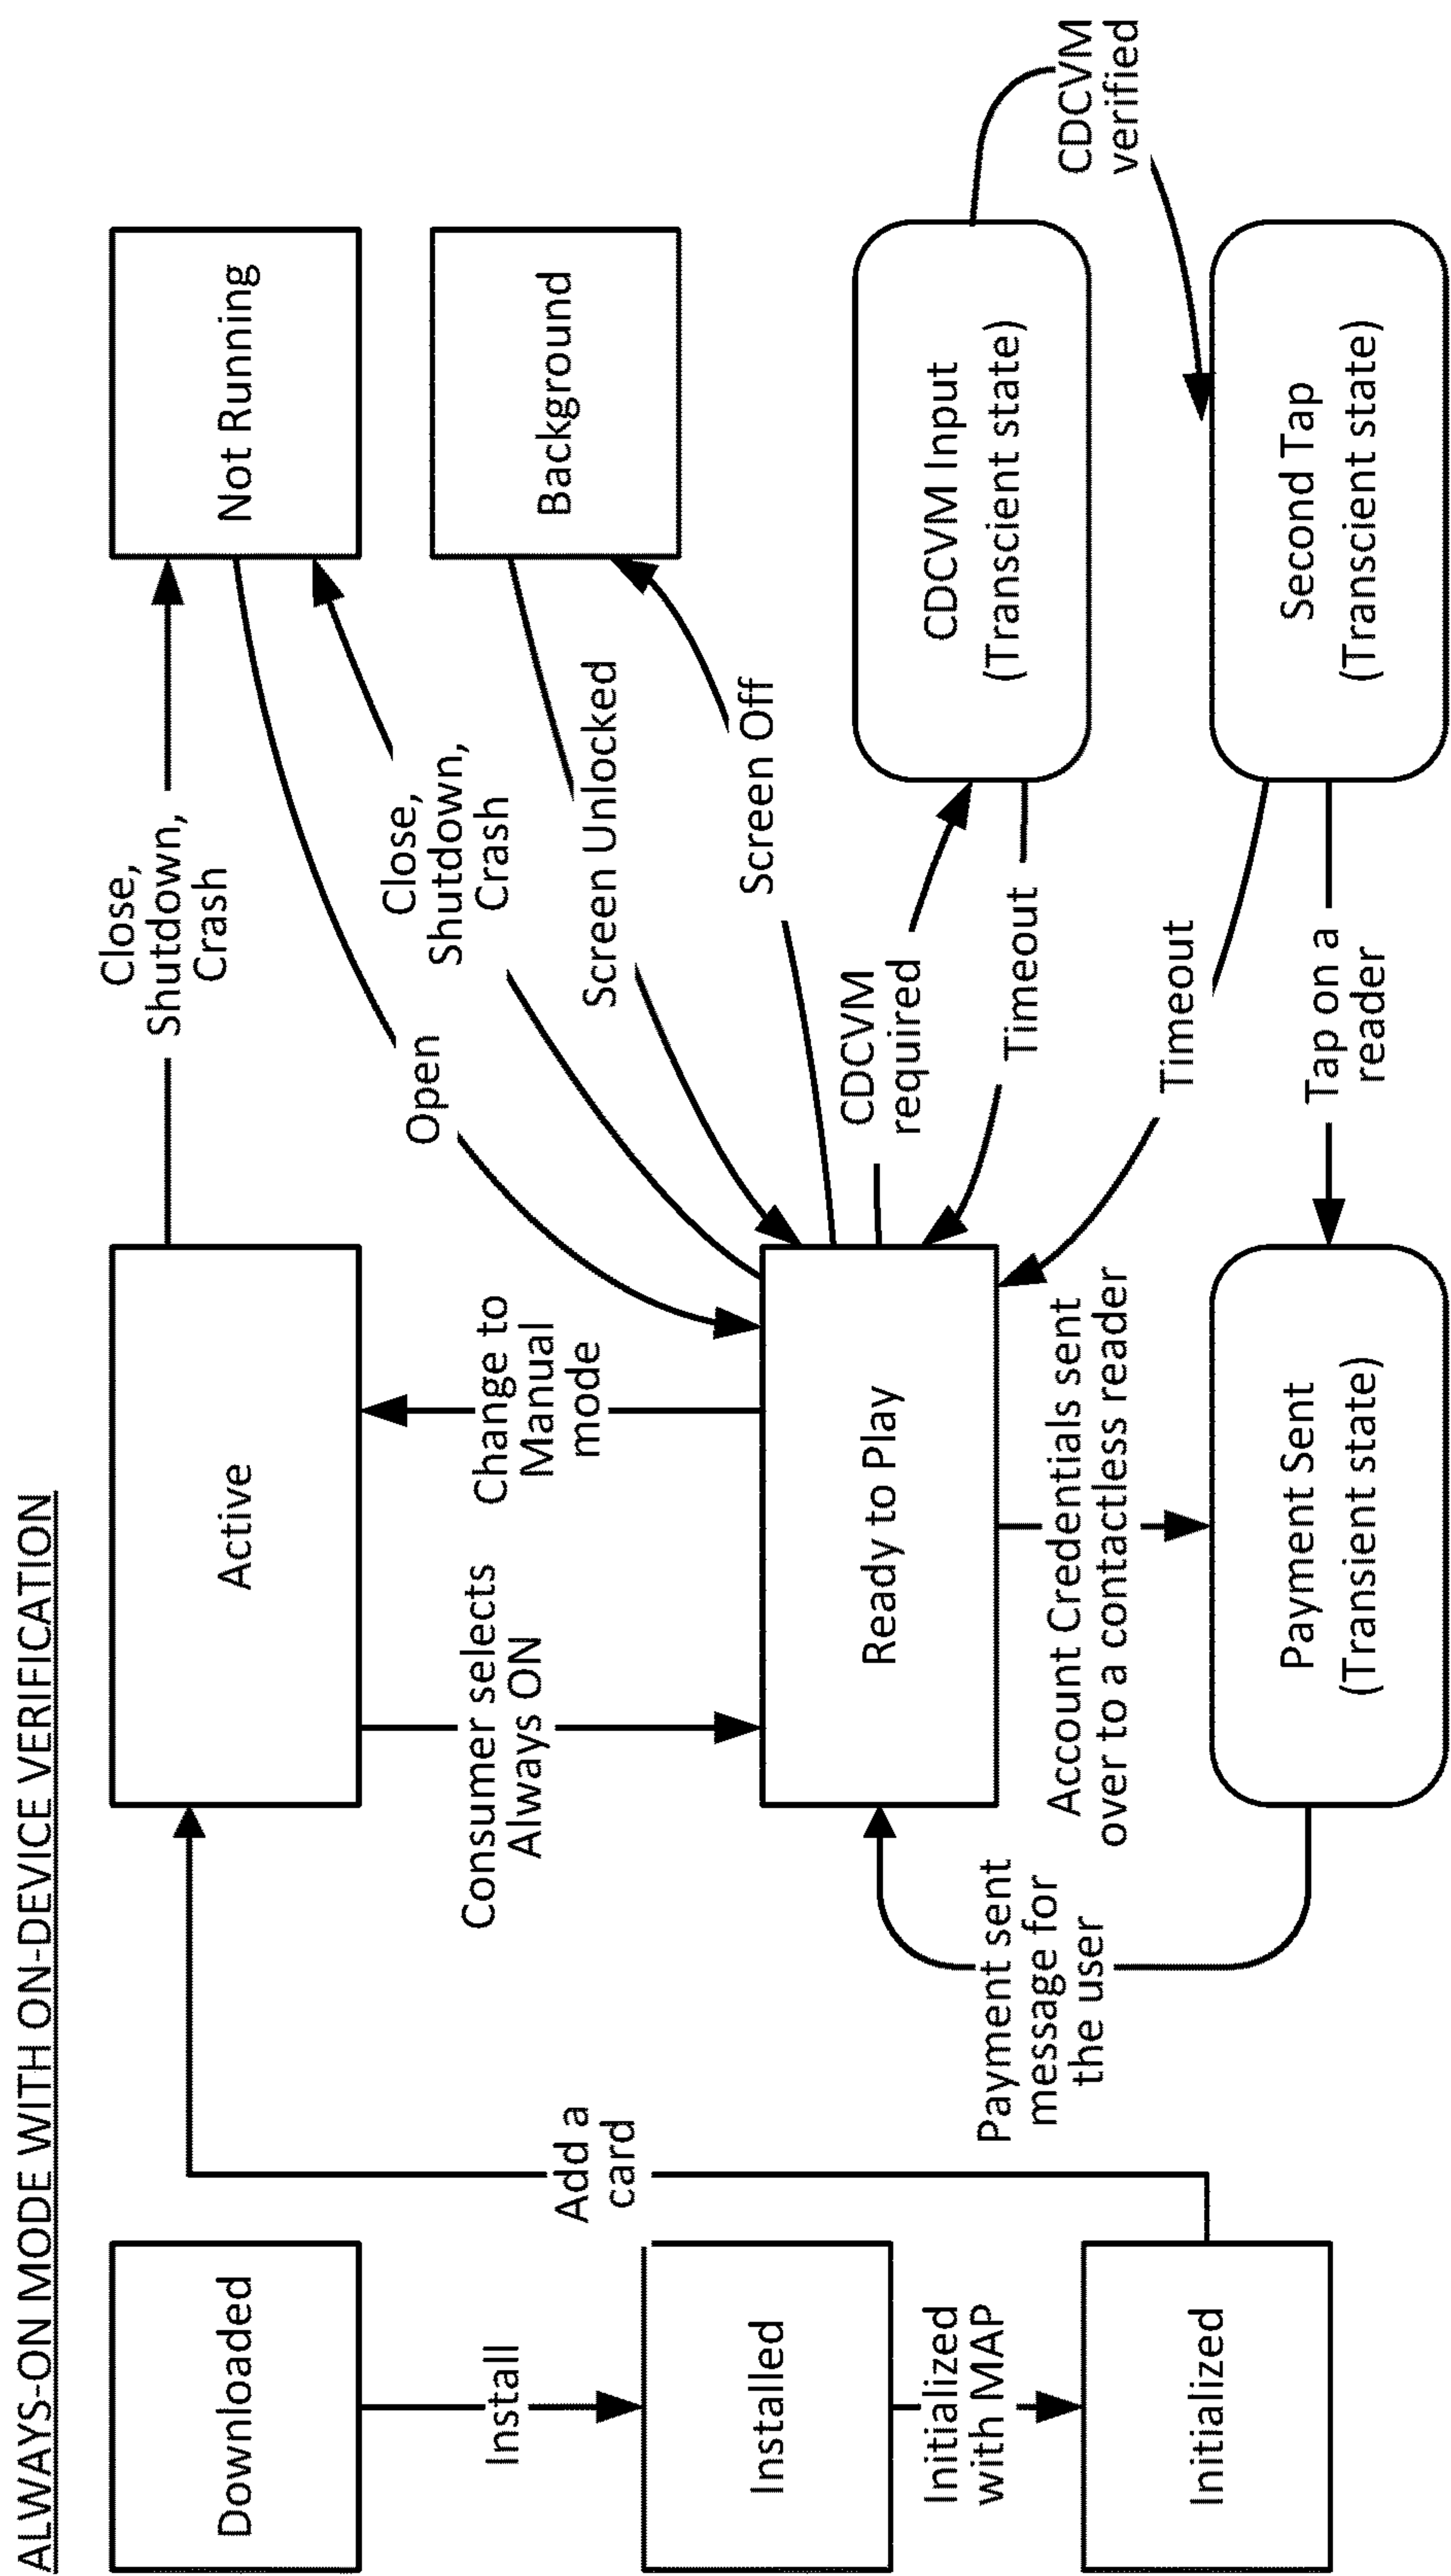 ALWAYS-ON MODE WITH ON-DEVICE VERIFICATION
Downloaded
Install
Installed
Initialized
with MAP
Initialized
Add a
card
Active
Close,
Shutdown,
Crash
Not Running
Consumer selects
Always ON
Change to
Manual
mode
Open
Close,
Shutdown,
Crash
Screen Unlocked
Background
Screen Off
Ready to Play
CDCVM
required
Timeout
CDCVM Input
(Transcient state)
CDCVM
verified
Payment sent
message for
the user
Account Credentials sent
over to a contactless reader
Timeout
Payment Sent
(Transient state)
Tap on a
reader
Second Tap
(Transcient state)